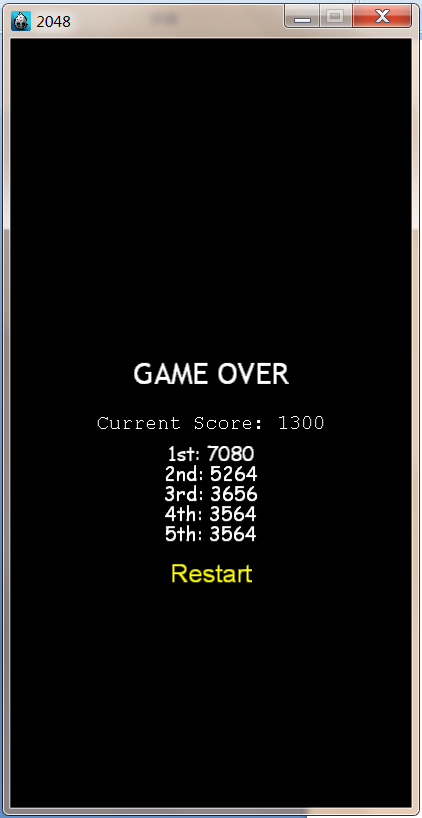 2048
GAME OVER
Current Score: 1300
1st: 7080
2nd: 5264
3rd: 3656
4th: 3564
5th: 3564
Restart